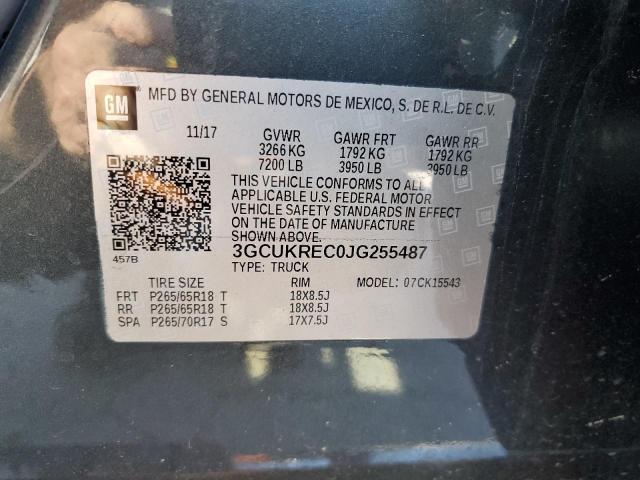 GM MFD BY GENERAL MOTORS DE MEXICO, S. DE R.L. DE C.V.
11/17 GVWR GAWR FRT GAWR RR
3266 KG 1792 KG 1792 KG
7200 LB 3950 LB 3950 LB
THIS VEHICLE CONFORMS TO ALL
APPLICABLE U.S. FEDERAL MOTOR
VEHICLE SAFETY STANDARDS IN EFFECT
ON THE DATE OF MANUFACTURE
SHOWN ABOVE.
457B 3GCUKREC0JG255487
TYPE: TRUCK
TIRE SIZE RIM MODEL: 07CK15543
FRT P265/65R18 T 18X8.5J
RR P265/65R18 T 18X8.5J
SPA P265/70R17 S 17X7.5J